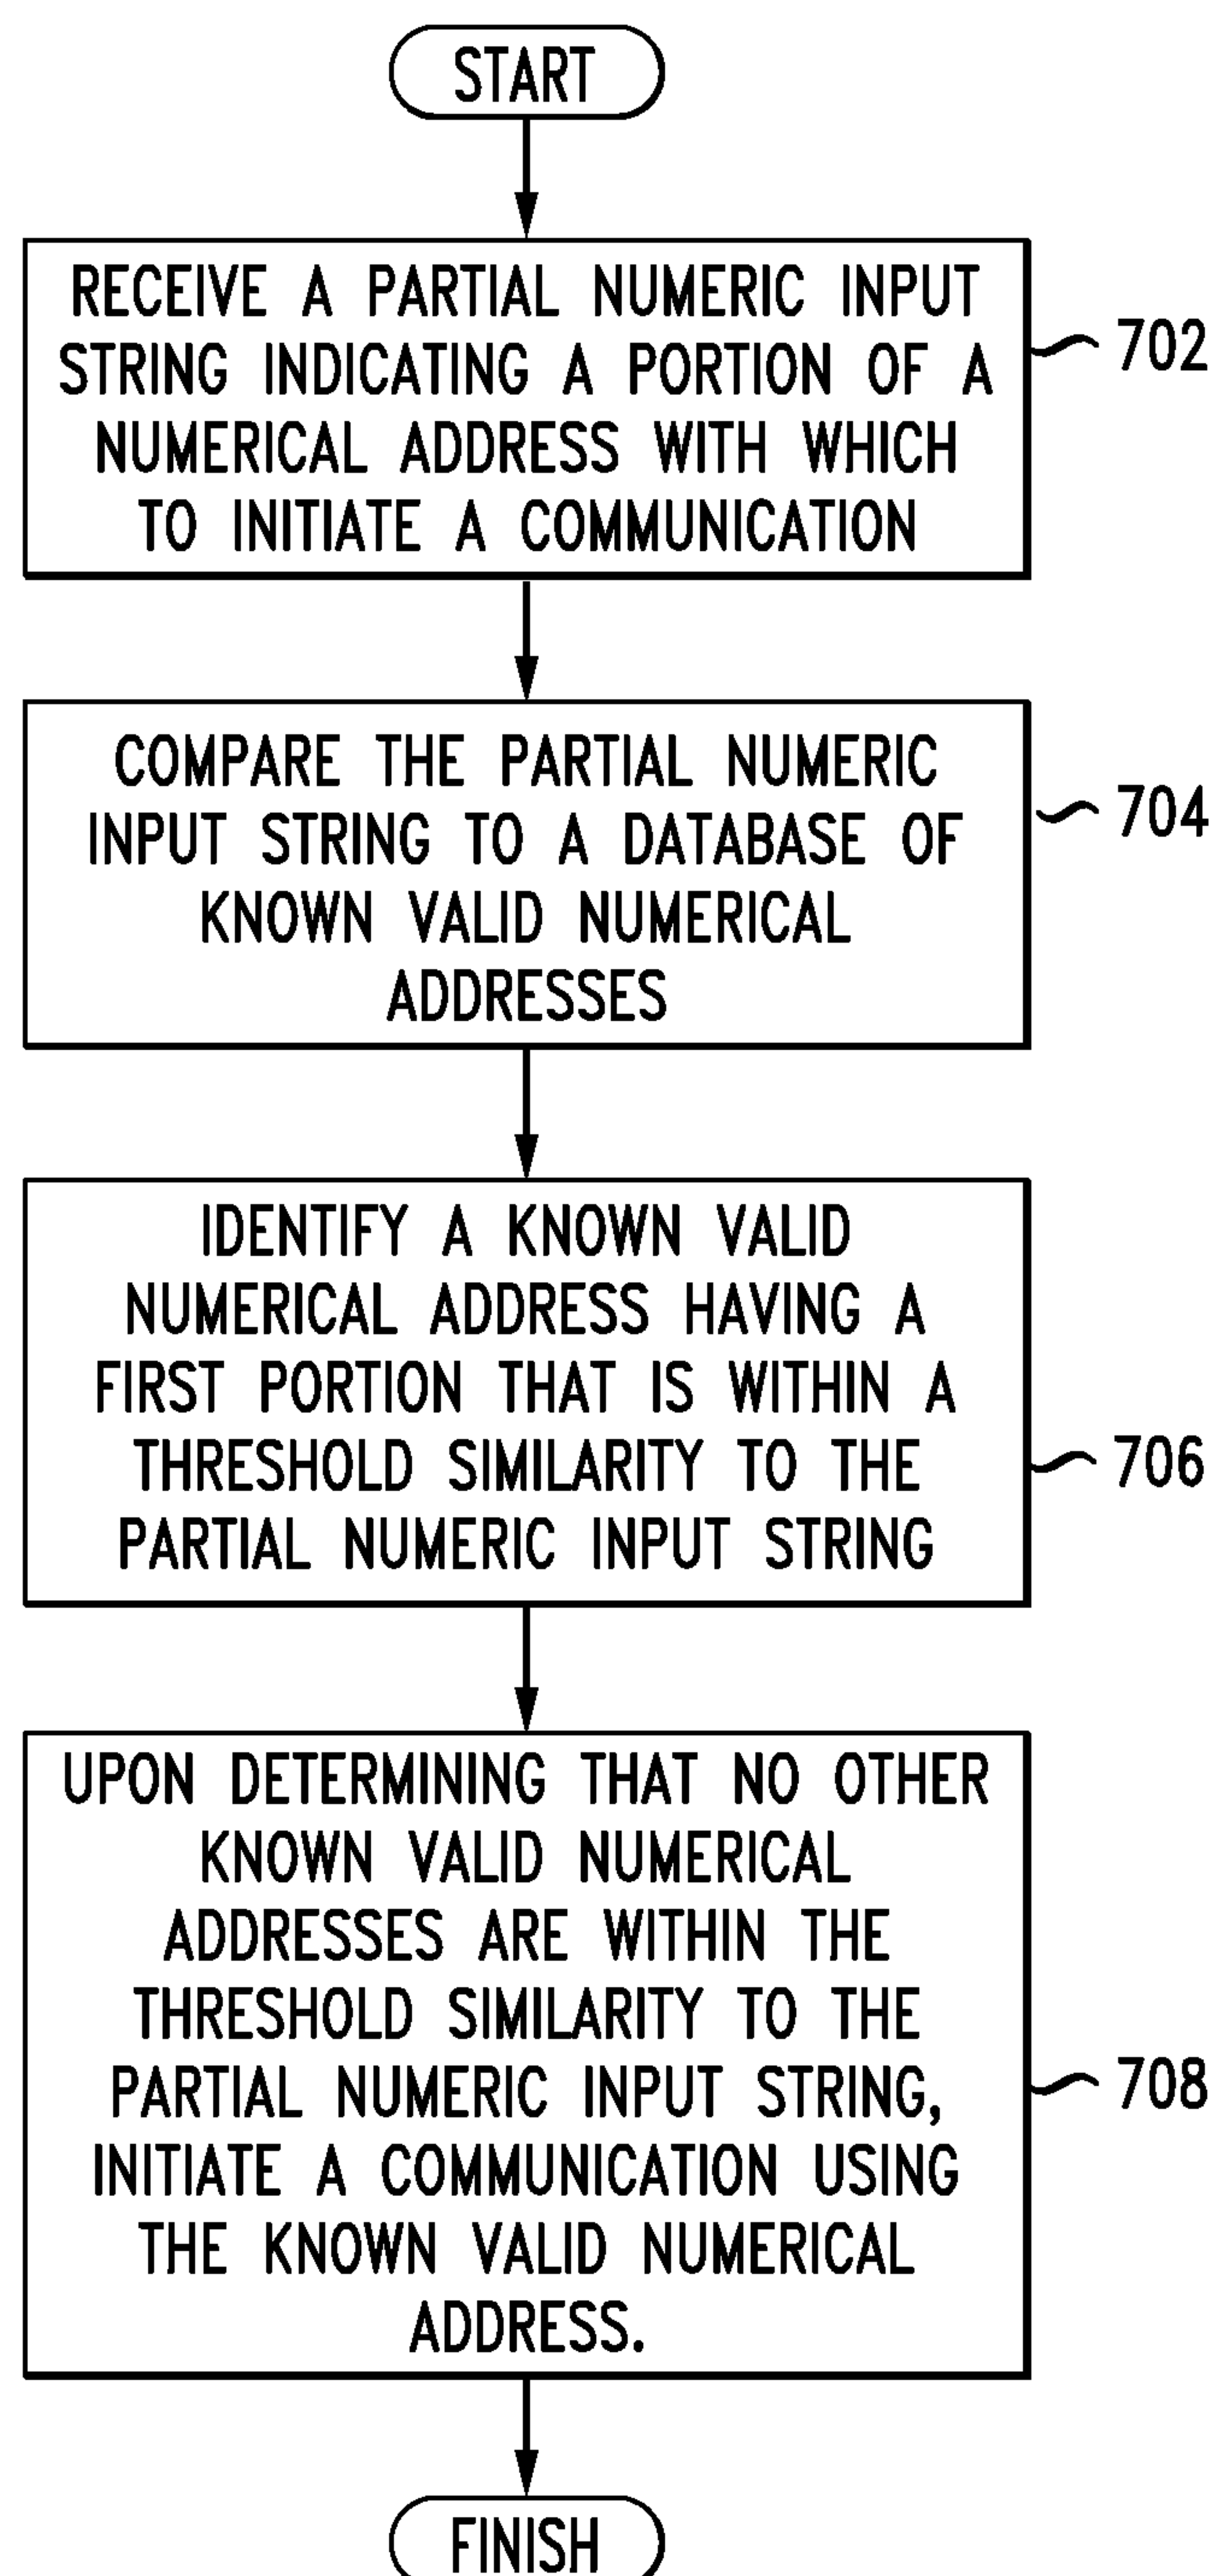 START
RECEIVE A PARTIAL NUMERIC INPUT
STRING INDICATING A PORTION OF A
NUMERICAL ADDRESS WITH WHICH
TO INITIATE A COMMUNICATION
702
COMPARE THE PARTIAL NUMERIC
INPUT STRING TO A DATABASE OF
KNOWN VALID NUMERICAL
ADDRESSES
704
IDENTIFY A KNOWN VALID
NUMERICAL ADDRESS HAVING A
FIRST PORTION THAT IS WITHIN A
THRESHOLD SIMILARITY TO THE
PARTIAL NUMERIC INPUT STRING
706
UPON DETERMINING THAT NO OTHER
KNOWN VALID NUMERICAL
ADDRESSES ARE WITHIN THE
THRESHOLD SIMILARITY TO THE
PARTIAL NUMERIC INPUT STRING,
INITIATE A COMMUNICATION USING
THE KNOWN VALID NUMERICAL
ADDRESS.
708
FINISH